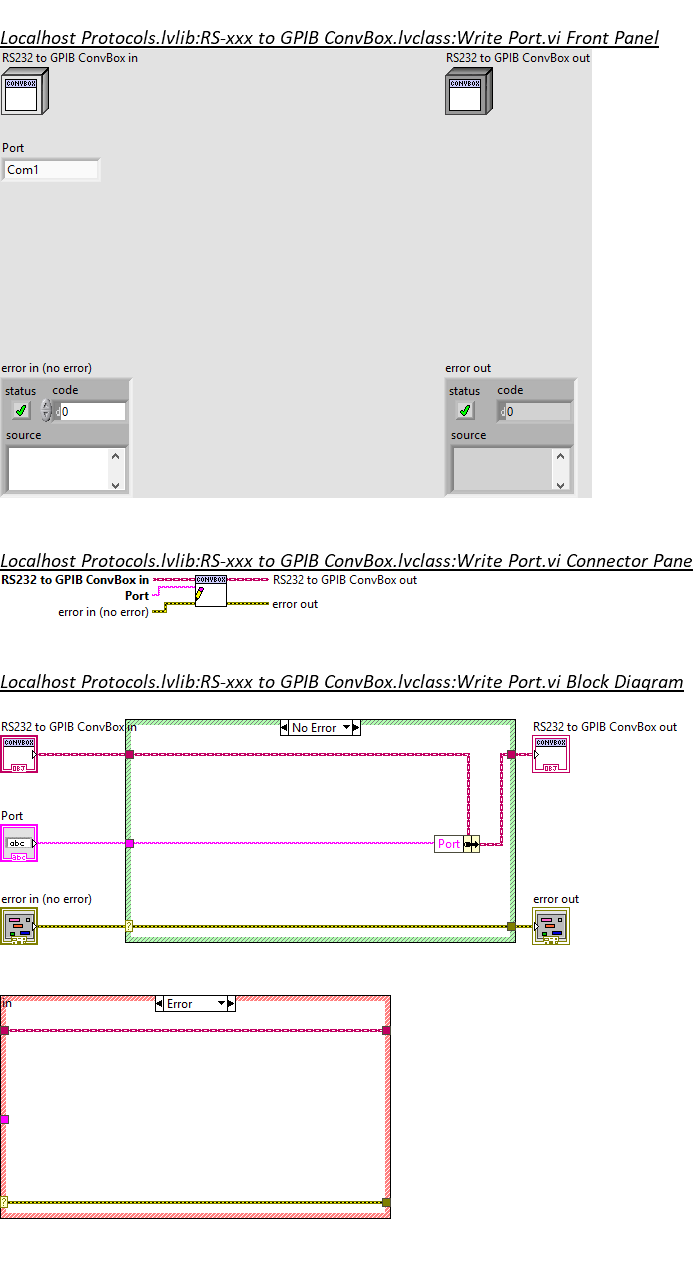 Localhost Protocols.lvlib:RS-xxx to GPIB ConvBox.lvclass:Write Port.vi Front Panel
RS232 to GPIB ConvBox in
RS232 to GPIB ConvBox out
CONVBOX
CONVBOX
Port
Com1
error in (no error)
error out
status code
status code
d 0
d 0
source
source
Localhost Protocols.lvlib:RS-xxx to GPIB ConvBox.lvclass:Write Port.vi Connector Pane
RS232 to GPIB ConvBox in
CONVBOX
RS232 to GPIB ConvBox out
Port
error in (no error)
error out
Localhost Protocols.lvlib:RS-xxx to GPIB ConvBox.lvclass:Write Port.vi Block Diagram
RS232 to GPIB ConvBox in
No Error
RS232 to GPIB ConvBox out
CONVBOX
OBJ
CONVBOX
OBJ
Port
abc
abc
Port
error in (no error)
?
error out
in
Error
?